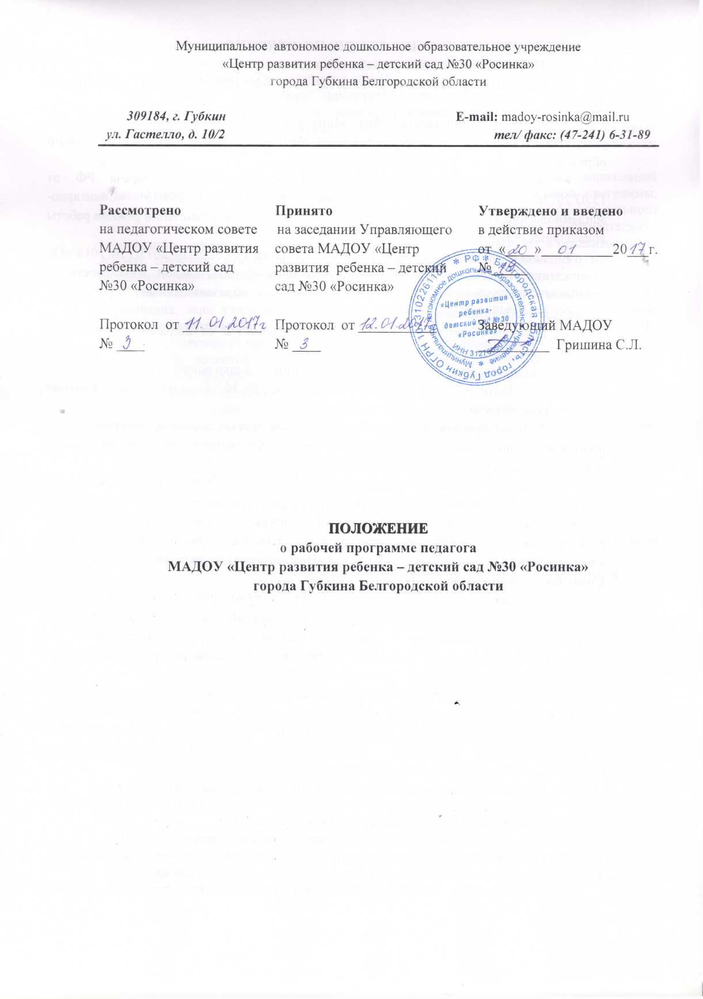 Муниципальное автономное дошкольное образовательное учреждение
«Центр развития ребенка – детский сад №30 «Росинка»
города Губкина Белгородской области
309184, г. Губкин
ул. Гастелло, д. 10/2
E-mail: madoy-rosinka@mail.ru
тел/ факс: (47-241) 6-31-89
Рассмотрено
на педагогическом совете
МАДОУ «Центр развития
ребенка – детский сад
№30 «Росинка»
Протокол от 11.01.2017г
№ 3
Принято
на заседании Управляющего
совета МАДОУ «Центр
развития ребенка – детский
сад №30 «Росинка»
Протокол от 12.01.2017
№ 3
Утверждено и введено
в действие приказом
от «20» 01 2017 г.
№
Заведующий МАДОУ
Гришина С.Л.
РФ * Белгородская область, город Губкин ОГРН
Муниципальное автономное дошкольное образовательное учреждение
«Центр развития
ребенка-
детский сад №30
«Росинка»
ИНН
ПОЛОЖЕНИЕ
о рабочей программе педагога
МАДОУ «Центр развития ребенка – детский сад №30 «Росинка»
города Губкина Белгородской области